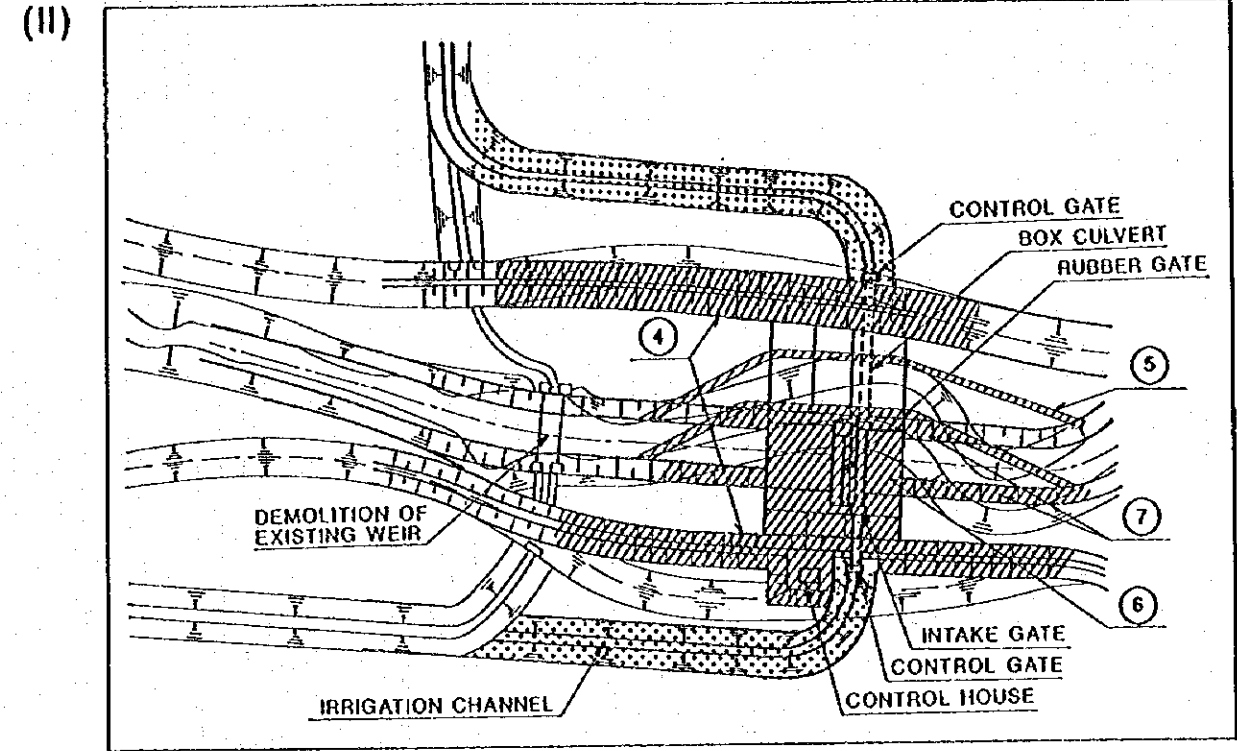 (II)
CONTROL GATE
BOX CULVERT
RUBBER GATE
④
⑤
DEMOLITION OF
EXISTING WEIR
⑦
⑥
INTAKE GATE
CONTROL GATE
CONTROL HOUSE
IRRIGATION CHANNEL